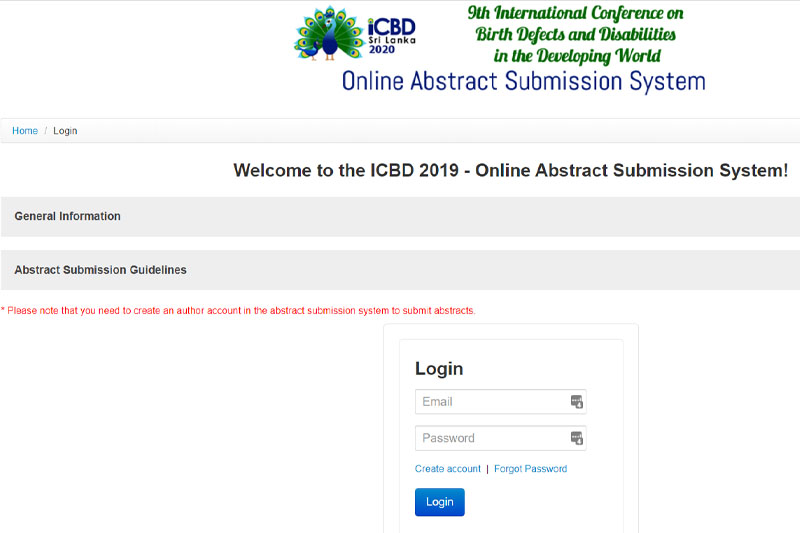 iCBD
Sri Lanka
2020
9th International Conference on
Birth Defects and Disabilities
in the Developing World
Online Abstract Submission System
Home / Login
Welcome to the ICBD 2019 - Online Abstract Submission System!
General Information
Abstract Submission Guidelines
* Please note that you need to create an author account in the abstract submission system to submit abstracts.
Login
Email
Password
Create account | Forgot Password
Login